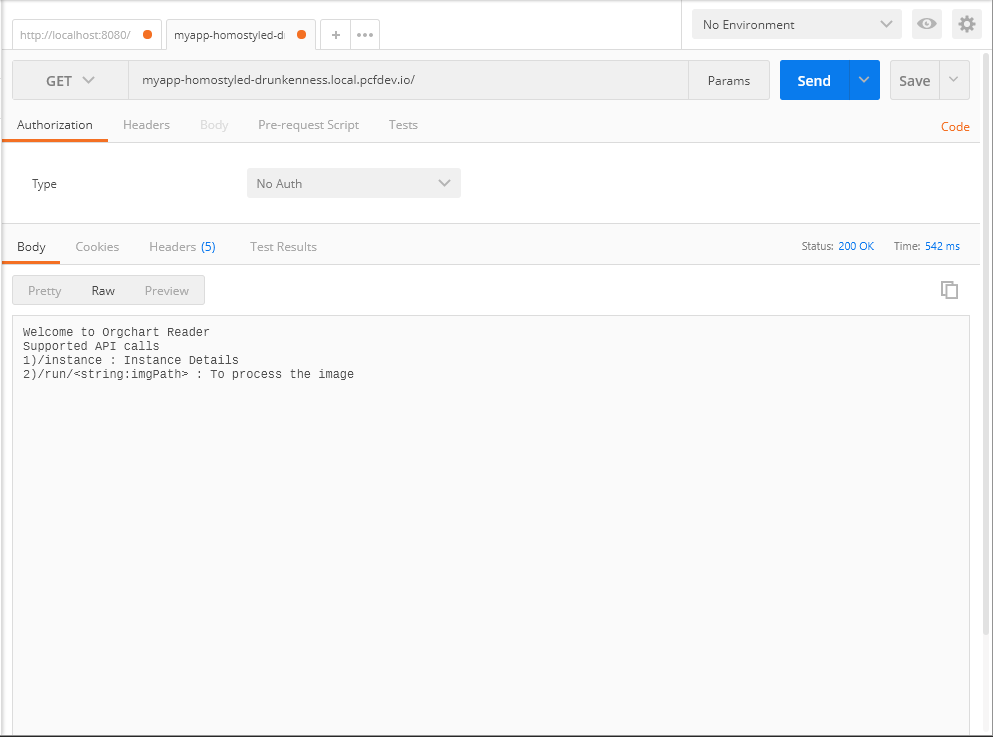 http://localhost:8080/
myapp-homostyled-d
No Environment
GET
myapp-homostyled-drunkenness.local.pcfdev.io/
Params
Send
Save
Authorization
Headers
Body
Pre-request Script
Tests
Code
Type
No Auth
Body
Cookies
Headers (5)
Test Results
Status: 200 OK
Time: 542 ms
Pretty
Raw
Preview
Welcome to Orgchart Reader
Supported API calls
1)/instance : Instance Details
2)/run/<string:imgPath> : To process the image